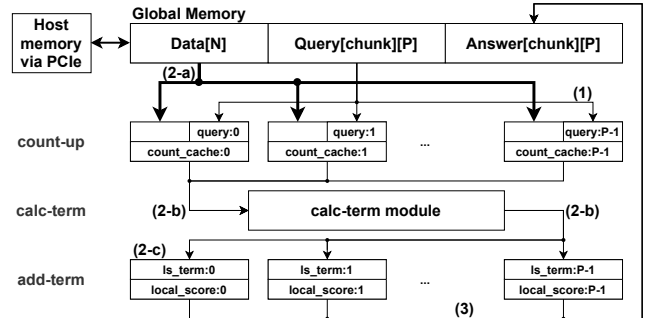 Global Memory
Host
memory
via PCIe
Data[N] Query[chunk][P] Answer[chunk][P]
(2-a)
(1)
query:0 query:1 query:P-1
count-up ...
count_cache:0 count_cache:1 count_cache:P-1
calc-term (2-b) calc-term module (2-b)
(2-c)
ls_term:0 ls_term:1 ls_term:P-1
add-term ...
local_score:0 local_score:1 local_score:P-1
(3)